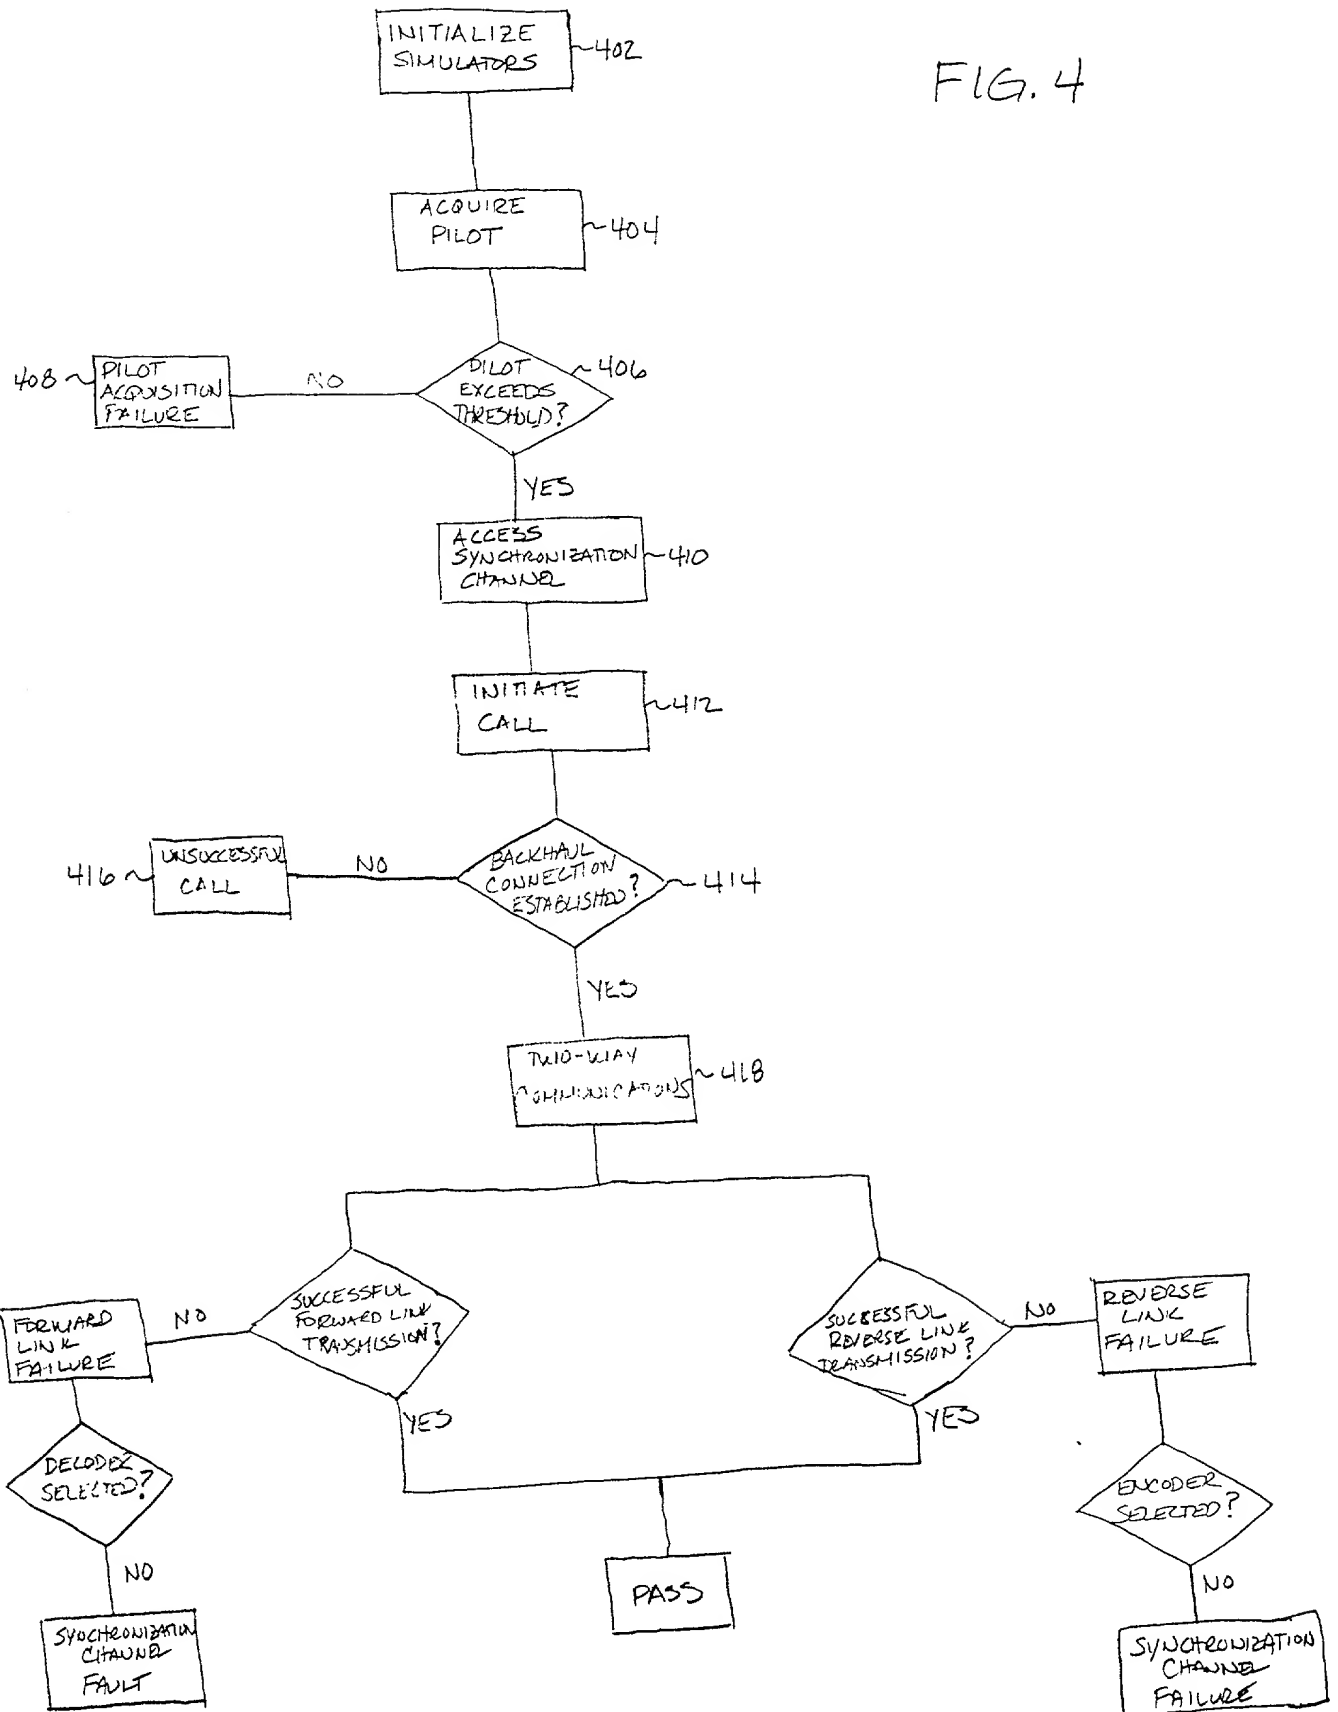 INITIALIZE
SIMULATORS
402
FIG. 4
ACQUIRE
PILOT
404
408
PILOT
ACQUISITION
FAILURE
NO
PILOT
EXCEEDS
THRESHOLD?
406
YES
ACCESS
SYNCHRONIZATION
CHANNEL
410
INITIATE
CALL
412
416
UNSUCCESSFUL
CALL
NO
BACKHAUL
CONNECTION
ESTABLISHED?
414
YES
TWO-WAY
COMMUNICATIONS
418
FORWARD
LINK
FAILURE
NO
SUCCESSFUL
FORWARD LINK
TRANSMISSION?
YES
SUCCESSFUL
REVERSE LINK
TRANSMISSION?
YES
NO
REVERSE
LINK
FAILURE
DECODER
SELECTED?
NO
SYNCHRONIZATION
CHANNEL
FAULT
PASS
ENCODER
SELECTED?
NO
SYNCHRONIZATION
CHANNEL
FAILURE